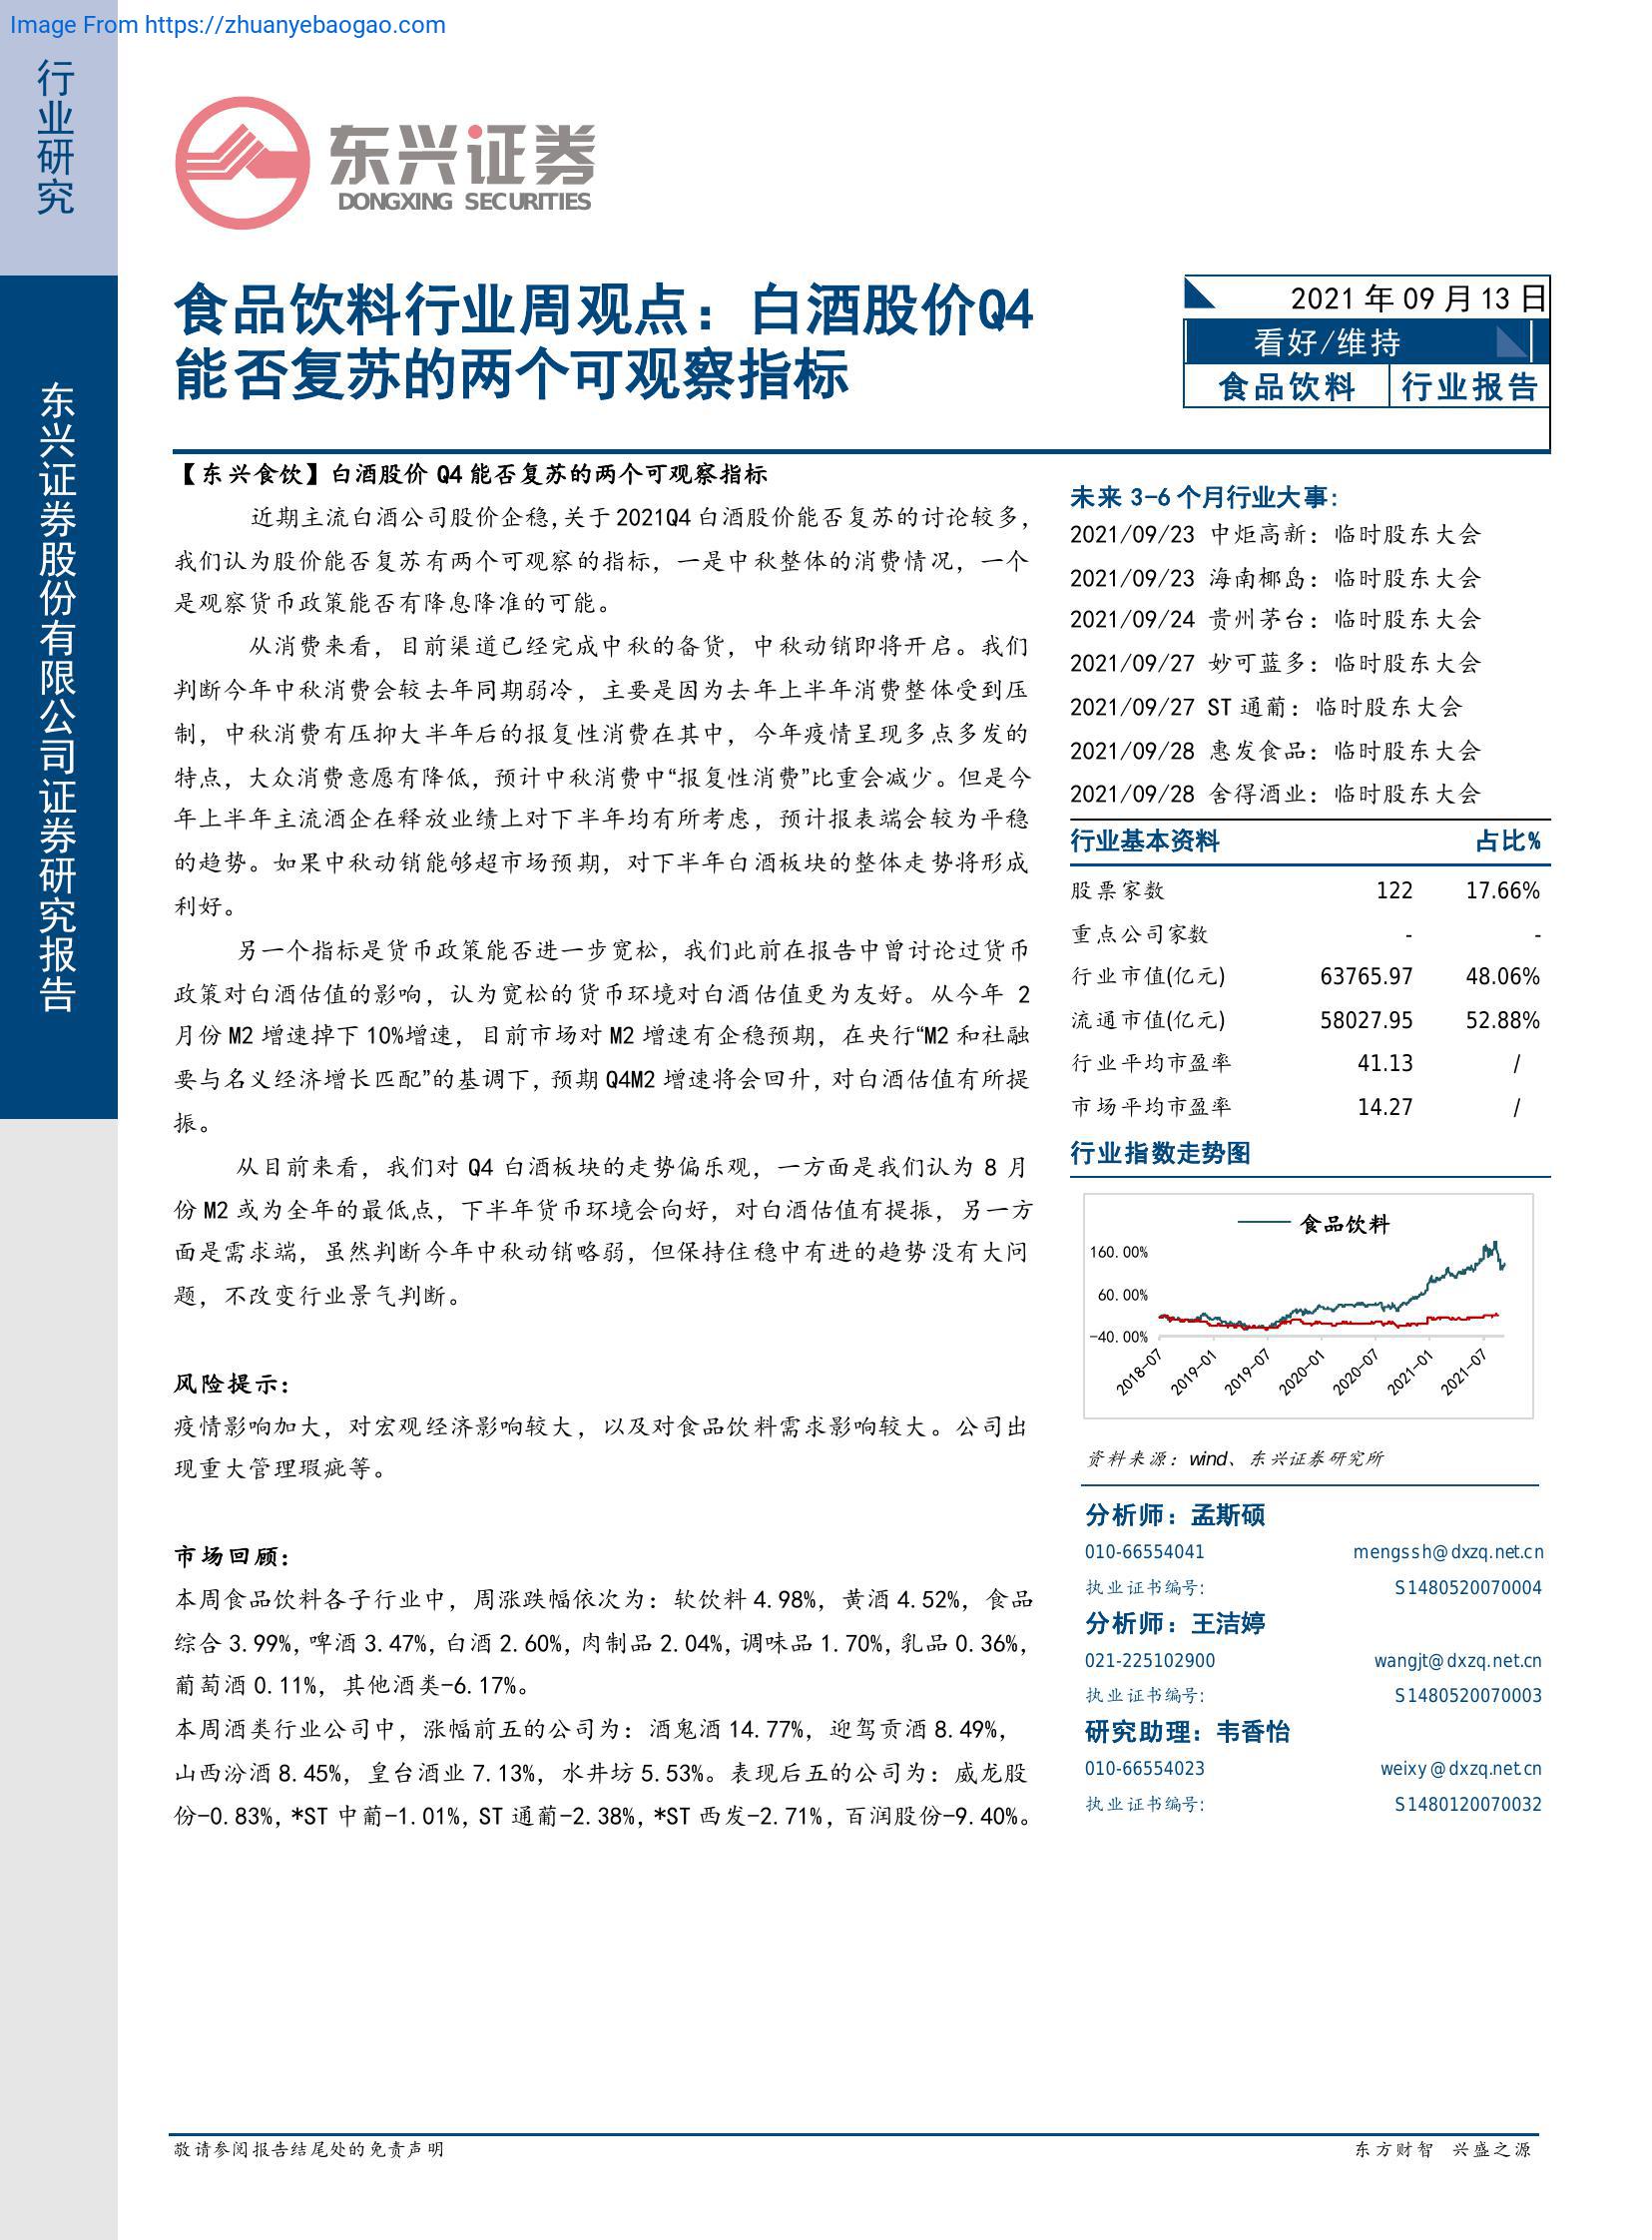 Image From https://zhuanyebaogao.com
行业研究
东兴证券股份有限公司证券研究报告
东兴证券
DONGXING SECURITIES
食品饮料行业周观点：白酒股价Q4
能否复苏的两个可观察指标
2021 年 09 月 13 日
看好/维持
食品饮料 行业报告
【东兴食饮】白酒股价 Q4 能否复苏的两个可观察指标
近期主流白酒公司股价企稳，关于 2021Q4 白酒股价能否复苏的讨论较多，
我们认为股价能否复苏有两个可观察的指标，一是中秋整体的消费情况，一个
是观察货币政策能否有降息降准的可能。
从消费来看，目前渠道已经完成中秋的备货，中秋动销即将开启。我们
判断今年中秋消费会较去年同期弱冷，主要是因为去年上半年消费整体受到压
制，中秋消费有压抑大半年后的报复性消费在其中，今年疫情呈现多点多发的
特点，大众消费意愿有降低，预计中秋消费中“报复性消费”比重会减少。但是今
年上半年主流酒企在释放业绩上对下半年均有所考虑，预计报表端会较为平稳
的趋势。如果中秋动销能够超市场预期，对下半年白酒板块的整体走势将形成
利好。
另一个指标是货币政策能否进一步宽松，我们此前在报告中曾讨论过货币
政策对白酒估值的影响，认为宽松的货币环境对白酒估值更为友好。从今年 2
月份 M2 增速掉下 10%增速，目前市场对 M2 增速有企稳预期，在央行“M2 和社融
要与名义经济增长匹配”的基调下，预期 Q4M2 增速将会回升，对白酒估值有所提
振。
从目前来看，我们对 Q4 白酒板块的走势偏乐观，一方面是我们认为 8 月
份 M2 或为全年的最低点，下半年货币环境会向好，对白酒估值有提振，另一方
面是需求端，虽然判断今年中秋动销略弱，但保持住稳中有进的趋势没有大问
题，不改变行业景气判断。
风险提示：
疫情影响加大，对宏观经济影响较大，以及对食品饮料需求影响较大。公司出
现重大管理瑕疵等。
市场回顾：
本周食品饮料各子行业中，周涨跌幅依次为：软饮料 4.98%，黄酒 4.52%，食品
综合 3.99%，啤酒 3.47%，白酒 2.60%，肉制品 2.04%，调味品 1.70%，乳品 0.36%，
葡萄酒 0.11%，其他酒类-6.17%。
本周酒类行业公司中，涨幅前五的公司为：酒鬼酒 14.77%，迎驾贡酒 8.49%，
山西汾酒 8.45%，皇台酒业 7.13%，水井坊 5.53%。表现后五的公司为：威龙股
份-0.83%，*ST 中葡-1.01%，ST 通葡-2.38%，*ST 西发-2.71%，百润股份-9.40%。
未来 3-6 个月行业大事：
2021/09/23 中炬高新：临时股东大会
2021/09/23 海南椰岛：临时股东大会
2021/09/24 贵州茅台：临时股东大会
2021/09/27 妙可蓝多：临时股东大会
2021/09/27 ST 通葡：临时股东大会
2021/09/28 惠发食品：临时股东大会
2021/09/28 舍得酒业：临时股东大会
行业基本资料 占比%
股票家数 122 17.66%
重点公司家数 - -
行业市值(亿元) 63765.97 48.06%
流通市值(亿元) 58027.95 52.88%
行业平均市盈率 41.13 /
市场平均市盈率 14.27 /
行业指数走势图
食品饮料
160.00%
60.00%
-40.00%
2018-07 2019-01 2019-07 2020-01 2020-07 2021-01 2021-07
资料来源：wind、东兴证券研究所
分析师：孟斯硕
010-66554041 mengssh@dxzq.net.cn
执业证书编号: S1480520070004
分析师：王洁婷
021-225102900 wangjt@dxzq.net.cn
执业证书编号: S1480520070003
研究助理：韦香怡
010-66554023 weixy@dxzq.net.cn
执业证书编号: S1480120070032
敬请参阅报告结尾处的免责声明
东方财智 兴盛之源